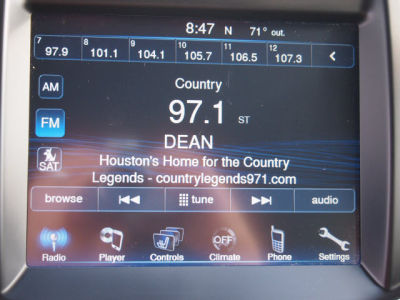 8:47 N 71° out.
7 8 9 10 11 12
97.9 101.1 104.1 105.7 106.5 107.3 <
AM
Country
97.1 ST
FM
DEAN
SAT
Houston's Home for the Country
Legends - countrylegends971.com
browse tune audio
OFF
Radio Player Controls Climate Phone Settings